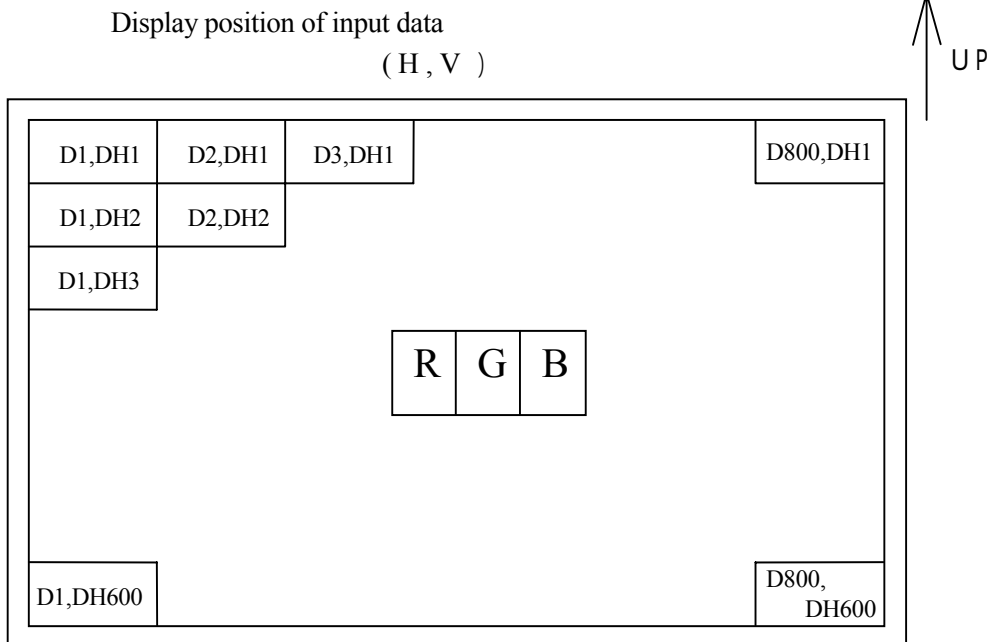 Display position of input data
( H , V )
UP
D1,DH1 D2,DH1 D3,DH1 D800,DH1
D1,DH2 D2,DH2
D1,DH3
R G B
D1,DH600 D800,
DH600